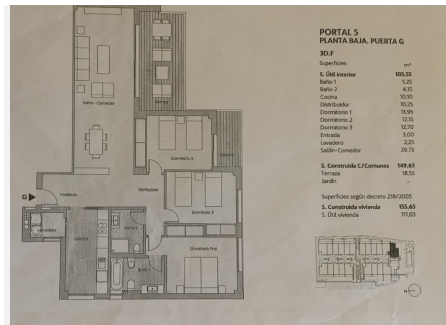 PORTAL 5
PLANTA BAJA, PUERTA G
3D.F
Superficies m²
S. Útil interior 103,55
Baño 1 5,25
Baño 2 4,15
Cocina 10,10
Distribuidor 10,25
Dormitorio 1 13,95
Dormitorio 2 12,15
Dormitorio 3 12,70
Entrada 3,00
Lavadero 2,25
Salón-Comedor 29,75
S. Construida C/Comunes 149,63
Terraza 18,55
Jardín -
Superficies según decreto 218/2005
S. Construida vivienda 155,65
S. Útil vivienda 111,03
Salón - Comedor
Terraza
Dormitorio 3
Vestíbulo
Distribuidor
Dormitorio 2
G
Lavadero
Cocina
Baño 2
Baño 1
Dormitorio Ppal.
N